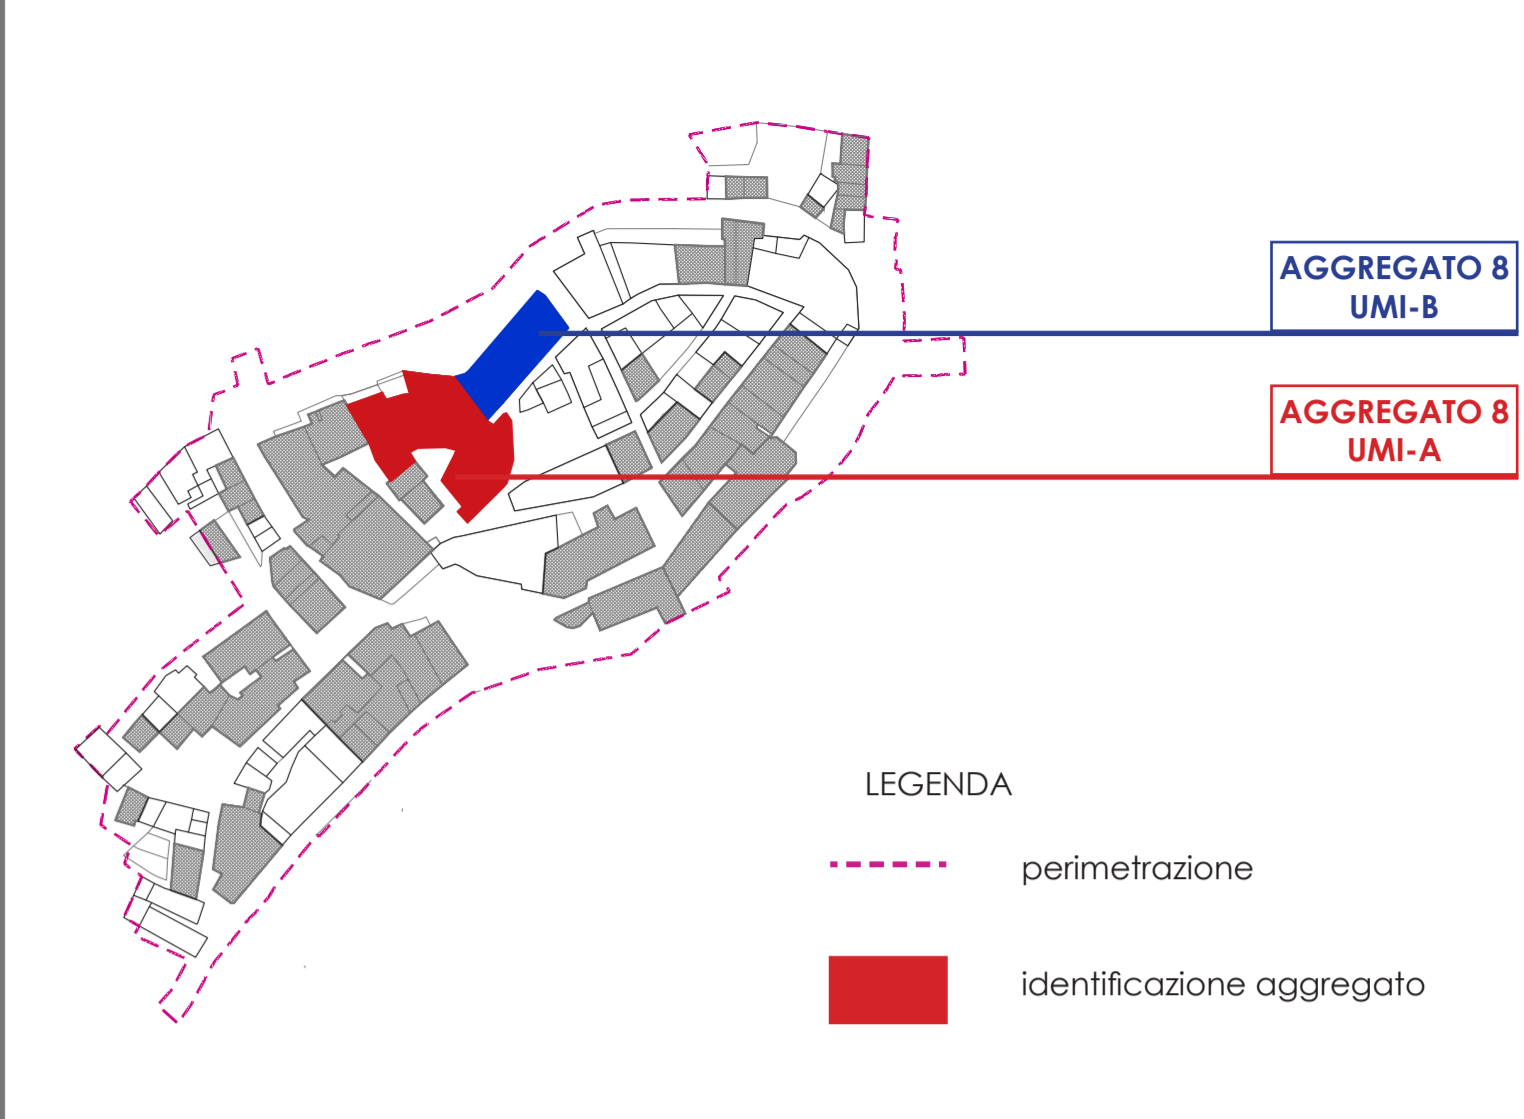 AGGREGATO 8
UMI-B
AGGREGATO 8
UMI-A
LEGENDA
perimetrazione
identificazione aggregato